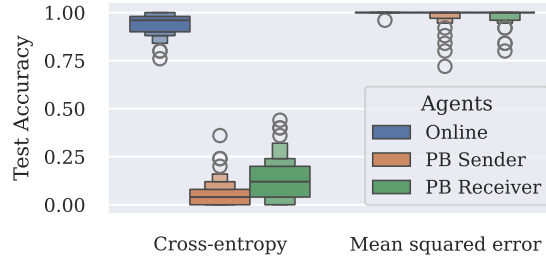 1.00
0.75
0.50
0.25
0.00
Test Accuracy
Agents
Online
PB Sender
PB Receiver
Cross-entropy
Mean squared error